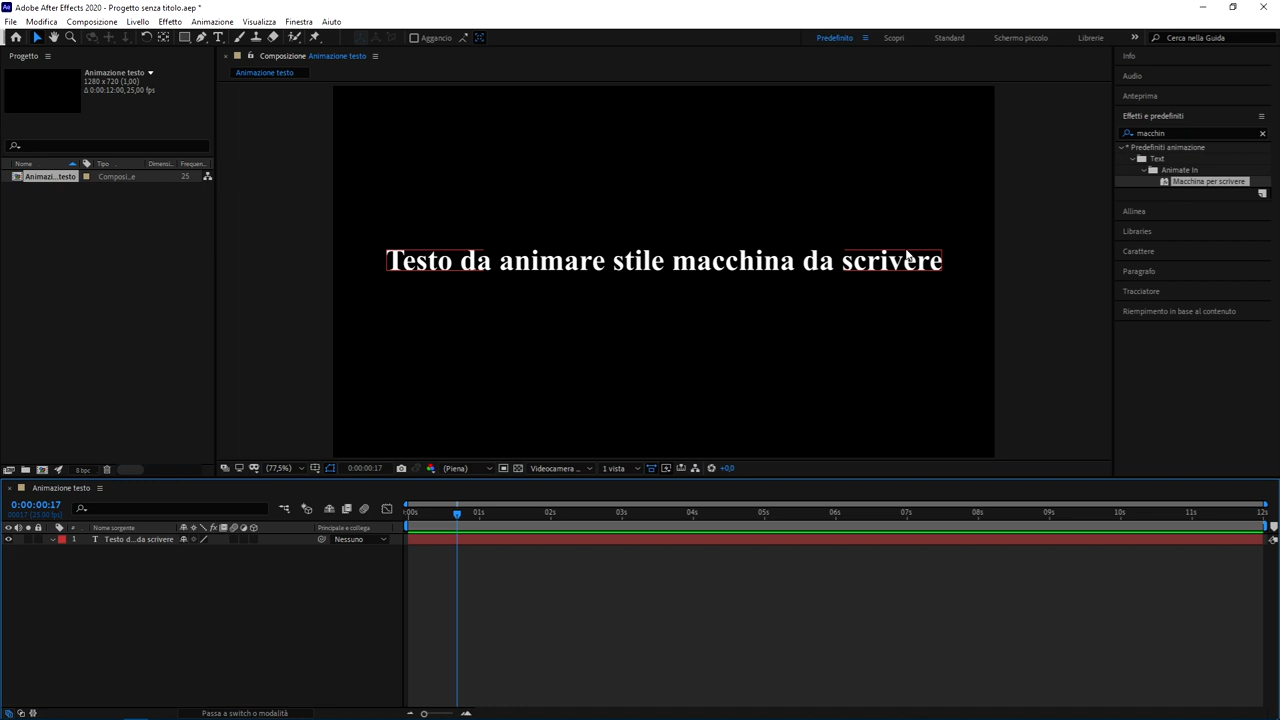 Adobe After Effects 2020 - Progetto senza titolo.aep *
File Modifica Composizione Livello Effetto Animazione Visualizza Finestra Aiuto
Aggancio Predefinito Scopri Standard Schermo piccolo Librerie Cerca nella Guida
Progetto
Animazione testo
1280 x 720 (1,00)
Δ 0:00:12:00, 25,00 fps
Nome Tipo Dimensi... Frequen...
Animazi...testo Composi...e 25
8 bpc
Composizione Animazione testo
Animazione testo
Testo da animare stile macchina da scrivere
(77,5%) 0:00:00:17 (Piena) Videocamera ... 1 vista +0,0
Info
Audio
Anteprima
Effetti e predefiniti
macchin
* Predefiniti animazione
Text
Animate In
Macchina per scrivere
Allinea
Libraries
Carattere
Paragrafo
Tracciatore
Riempimento in base al contenuto
Animazione testo
0:00:00:17
00017 (25.00 fps)
:00s 01s 02s 03s 04s 05s 06s 07s 08s 09s 10s 11s 12s
# Nome sorgente fx Principale e collega
1 T Testo d...da scrivere Nessuno
Passa a switch o modalità